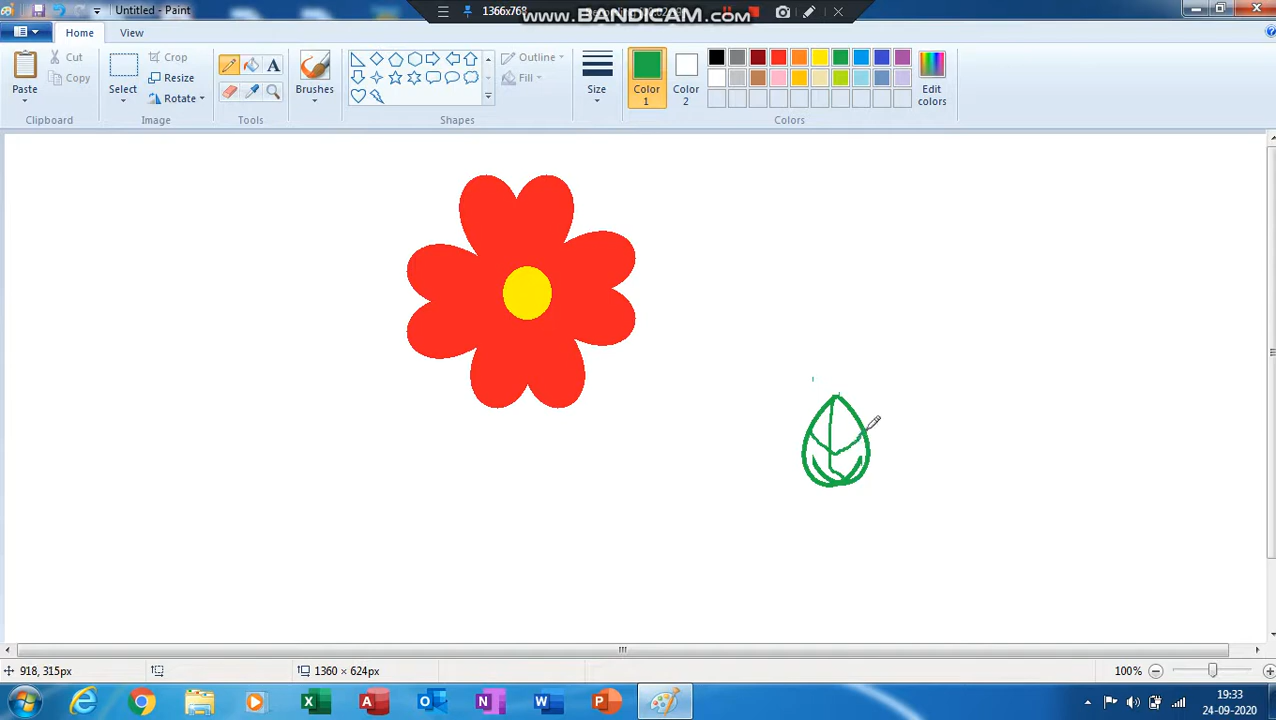 Untitled - Paint
1366x768
www.BANDICAM.com
Home
View
Paste
Cut
Copy
Clipboard
Select
Crop
Resize
Rotate
Image
A
Tools
Brushes
Outline
Fill
Shapes
Size
Color
1
Color
2
Colors
Edit
colors
918, 315px
1360 × 624px
100%
19:33
24-09-2020